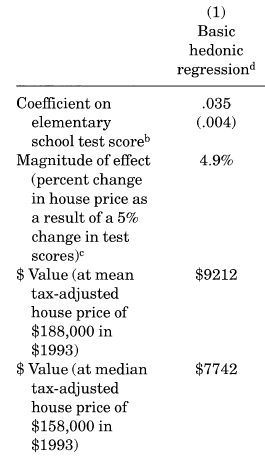 (1)
Basic
hedonic
regressionᵈ
Coefficient on .035
elementary (.004)
school test scoreᵇ
Magnitude of effect 4.9%
(percent change
in house price as
a result of a 5%
change in test
scores)ᶜ
$ Value (at mean $9212
tax-adjusted
house price of
$188,000 in
$1993)
$ Value (at median $7742
tax-adjusted
house price of
$158,000 in
$1993)